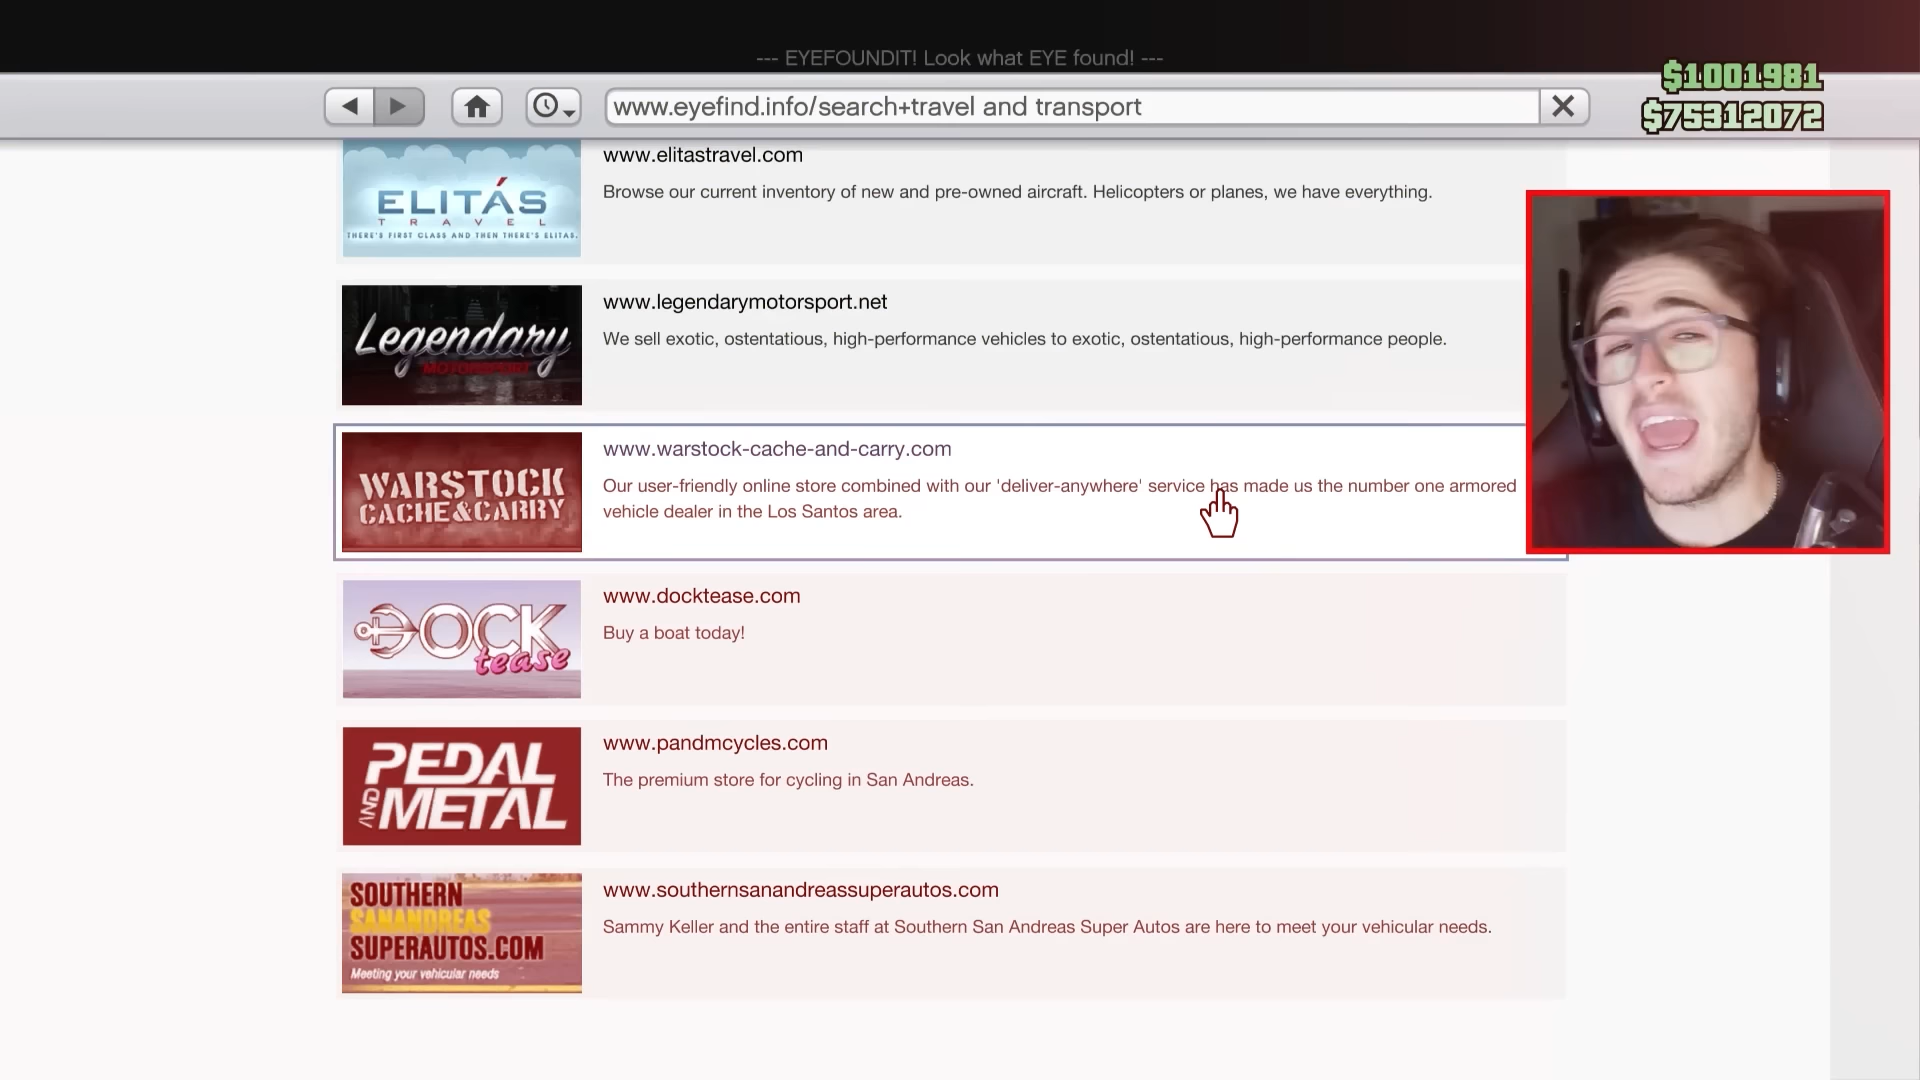 --- EYEFOUNDIT! Look what EYE found! ---
www.eyefind.info/search+travel and transport
$1001981
$75312072
ELITÁS
TRAVEL
THERE'S FIRST CLASS AND THEN THERE'S ELITAS.
www.elitastravel.com
Browse our current inventory of new and pre-owned aircraft. Helicopters or planes, we have everything.
Legendary
MOTORSPORT
www.legendarymotorsport.net
We sell exotic, ostentatious, high-performance vehicles to exotic, ostentatious, high-performance people.
WARSTOCK
CACHE&CARRY
www.warstock-cache-and-carry.com
Our user-friendly online store combined with our 'deliver-anywhere' service has made us the number one armored
vehicle dealer in the Los Santos area.
DOCK
tease
www.docktease.com
Buy a boat today!
PEDAL
AND METAL
www.pandmcycles.com
The premium store for cycling in San Andreas.
SOUTHERN
SANANDREAS
SUPERAUTOS.COM
Meeting your vehicular needs
www.southernsanandreassuperautos.com
Sammy Keller and the entire staff at Southern San Andreas Super Autos are here to meet your vehicular needs.